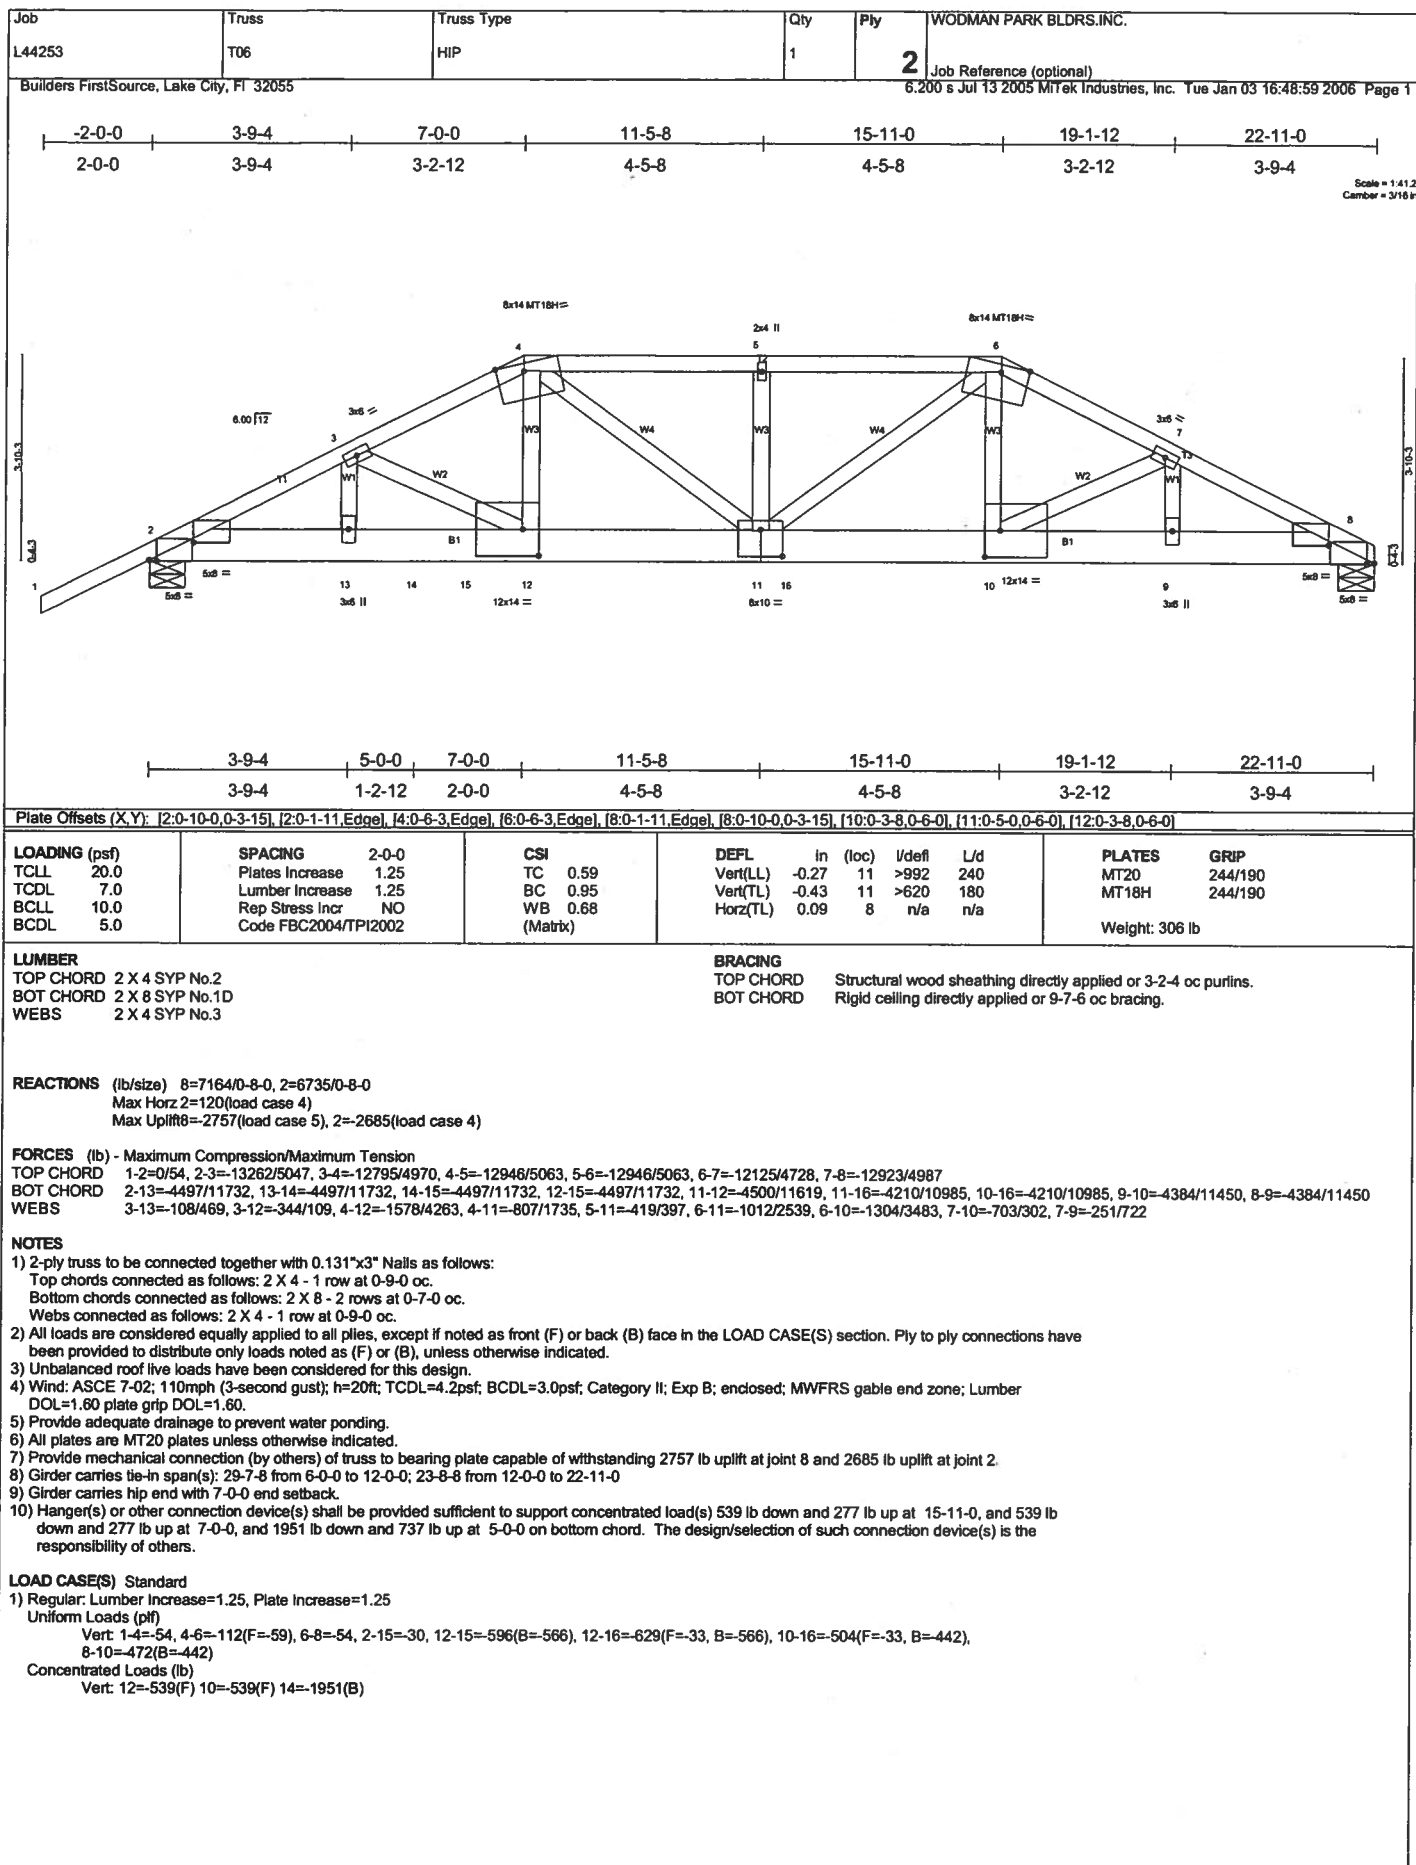 Job Truss Truss Type Qty Ply WODMAN PARK BLDRS.INC.
L44253 T06 HIP 1 2
Job Reference (optional)
Builders FirstSource, Lake City, Fl 32055 6.200 s Jul 13 2005 MiTek Industries, Inc. Tue Jan 03 16:48:59 2006 Page 1
-2-0-0 3-9-4 7-0-0 11-5-8 15-11-0 19-1-12 22-11-0
2-0-0 3-9-4 3-2-12 4-5-8 4-5-8 3-2-12 3-9-4
Scale = 1:41.2
Camber = 3/16 in
8x14 MT18H=
8x14 MT18H=
2x4 II
4 5 6
6.00 12
3x6 =
3x6 =
3 7
T1 W1 W2 W3 W4 W3 W4 W3 W2 W1 T3
3-10-3 3-10-3
2 8
B1 B1
0-4-3 0-4-3
1
5x8 = 5x8 =
5x8 = 5x8 =
13 14 15 12 11 16 10 9
3x6 II 12x14 = 8x10 = 12x14 = 3x6 II
3-9-4 5-0-0 7-0-0 11-5-8 15-11-0 19-1-12 22-11-0
3-9-4 1-2-12 2-0-0 4-5-8 4-5-8 3-2-12 3-9-4
Plate Offsets (X,Y): [2:0-10-0,0-3-15], [2:0-1-11,Edge], [4:0-6-3,Edge], [6:0-6-3,Edge], [8:0-1-11,Edge], [8:0-10-0,0-3-15], [10:0-3-8,0-6-0], [11:0-5-0,0-6-0], [12:0-3-8,0-6-0]
LOADING (psf) SPACING 2-0-0 CSI DEFL in (loc) l/defl L/d PLATES GRIP
TCLL 20.0 Plates Increase 1.25 TC 0.59 Vert(LL) -0.27 11 >992 240 MT20 244/190
TCDL 7.0 Lumber Increase 1.25 BC 0.95 Vert(TL) -0.43 11 >620 180 MT18H 244/190
BCLL 10.0 Rep Stress Incr NO WB 0.68 Horz(TL) 0.09 8 n/a n/a
BCDL 5.0 Code FBC2004/TPI2002 (Matrix) Weight: 306 lb
LUMBER
TOP CHORD 2 X 4 SYP No.2
BOT CHORD 2 X 8 SYP No.1D
WEBS 2 X 4 SYP No.3
BRACING
TOP CHORD Structural wood sheathing directly applied or 3-2-4 oc purlins.
BOT CHORD Rigid ceiling directly applied or 9-7-6 oc bracing.
REACTIONS (lb/size) 8=7164/0-8-0, 2=6735/0-8-0
Max Horz 2=120(load case 4)
Max Uplift8=-2757(load case 5), 2=-2685(load case 4)
FORCES (lb) - Maximum Compression/Maximum Tension
TOP CHORD 1-2=0/54, 2-3=-13262/5047, 3-4=-12795/4970, 4-5=-12946/5063, 5-6=-12946/5063, 6-7=-12125/4728, 7-8=-12923/4987
BOT CHORD 2-13=-4497/11732, 13-14=-4497/11732, 14-15=-4497/11732, 12-15=-4497/11732, 11-12=-4500/11619, 11-16=-4210/10985, 10-16=-4210/10985, 9-10=-4384/11450, 8-9=-4384/11450
WEBS 3-13=-108/469, 3-12=-344/109, 4-12=-1578/4263, 4-11=-807/1735, 5-11=-419/397, 6-11=-1012/2539, 6-10=-1304/3483, 7-10=-703/302, 7-9=-251/722
NOTES
1) 2-ply truss to be connected together with 0.131"x3" Nails as follows:
Top chords connected as follows: 2 X 4 - 1 row at 0-9-0 oc.
Bottom chords connected as follows: 2 X 8 - 2 rows at 0-7-0 oc.
Webs connected as follows: 2 X 4 - 1 row at 0-9-0 oc.
2) All loads are considered equally applied to all plies, except if noted as front (F) or back (B) face in the LOAD CASE(S) section. Ply to ply connections have
been provided to distribute only loads noted as (F) or (B), unless otherwise indicated.
3) Unbalanced roof live loads have been considered for this design.
4) Wind: ASCE 7-02; 110mph (3-second gust); h=20ft; TCDL=4.2psf; BCDL=3.0psf; Category II; Exp B; enclosed; MWFRS gable end zone; Lumber
DOL=1.60 plate grip DOL=1.60.
5) Provide adequate drainage to prevent water ponding.
6) All plates are MT20 plates unless otherwise indicated.
7) Provide mechanical connection (by others) of truss to bearing plate capable of withstanding 2757 lb uplift at joint 8 and 2685 lb uplift at joint 2.
8) Girder carries tie-in span(s): 29-7-8 from 6-0-0 to 12-0-0; 23-8-8 from 12-0-0 to 22-11-0
9) Girder carries hip end with 7-0-0 end setback.
10) Hanger(s) or other connection device(s) shall be provided sufficient to support concentrated load(s) 539 lb down and 277 lb up at 15-11-0, and 539 lb
down and 277 lb up at 7-0-0, and 1951 lb down and 737 lb up at 5-0-0 on bottom chord. The design/selection of such connection device(s) is the
responsibility of others.
LOAD CASE(S) Standard
1) Regular: Lumber Increase=1.25, Plate Increase=1.25
Uniform Loads (plf)
Vert: 1-4=-54, 4-6=-112(F=-59), 6-8=-54, 2-15=-30, 12-15=-596(B=-566), 12-16=-629(F=-33, B=-566), 10-16=-504(F=-33, B=-442),
8-10=-472(B=-442)
Concentrated Loads (lb)
Vert: 12=-539(F) 10=-539(F) 14=-1951(B)